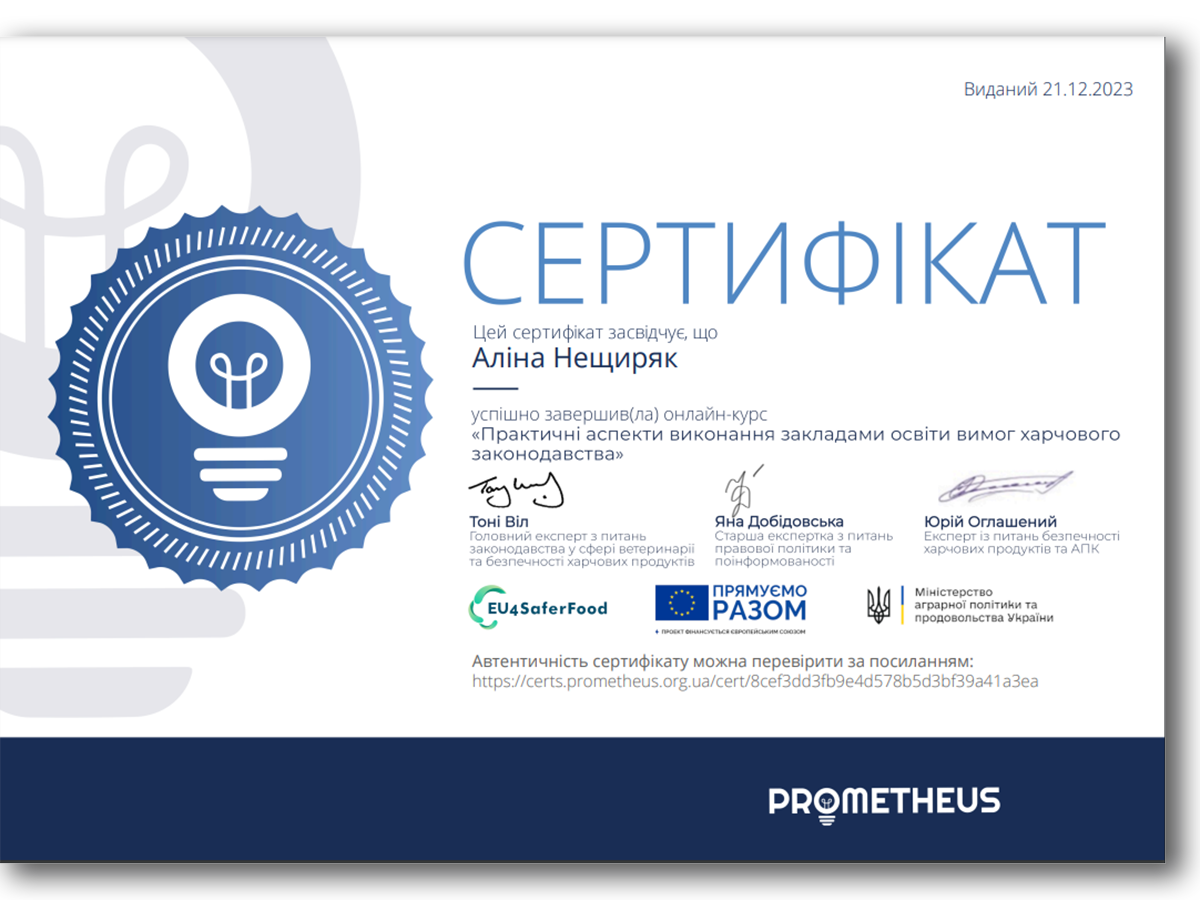 Виданий 21.12.2023
СЕРТИФІКАТ
Цей сертифікат засвідчує, що
Аліна Нещиряк
успішно завершив(ла) онлайн-курс
«Практичні аспекти виконання закладами освіти вимог харчового
законодавства»
Тоні Віл
Головний експерт з питань
законодавства у сфері ветеринарії
та безпечності харчових продуктів
Яна Добідовська
Старша експертка з питань
правової політики та
поінформованості
Юрій Оглашений
Експерт із питань безпечності
харчових продуктів та АПК
EU4SaferFood
ПРЯМУЄМО
РАЗОМ
ПРОЕКТ ФІНАНСУЄТЬСЯ ЄВРОПЕЙСЬКИМ СОЮЗОМ
Міністерство
аграрної політики та
продовольства України
Автентичність сертифікату можна перевірити за посиланням:
https://certs.prometheus.org.ua/cert/8cef3dd3fb9e4d578b5d3bf39a41a3ea
PROMETHEUS